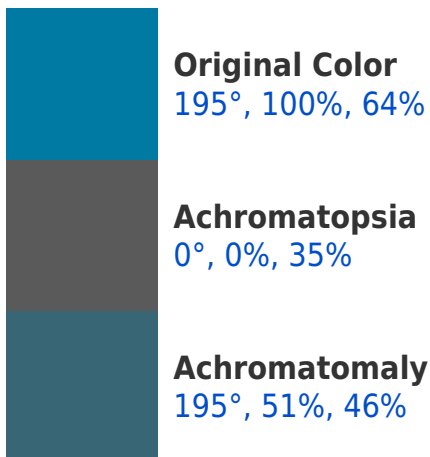 Original Color
195°, 100%, 64%
Achromatopsia
0°, 0%, 35%
Achromatomaly
195°, 51%, 46%